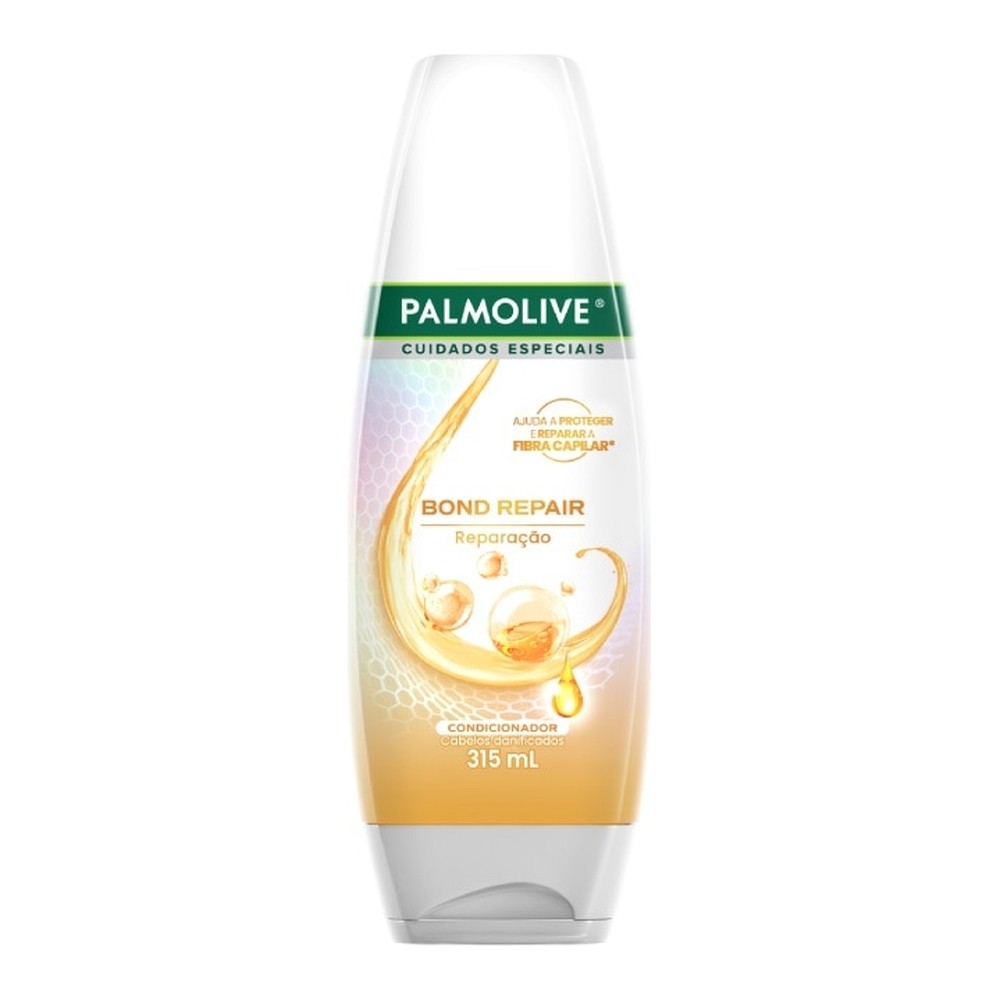 PALMOLIVE®
CUIDADOS ESPECIAIS
AJUDA A PROTEGER
E REPARAR A
FIBRA CAPILAR*
BOND REPAIR
Reparação
CONDICIONADOR
Cabelos danificados
315 mL